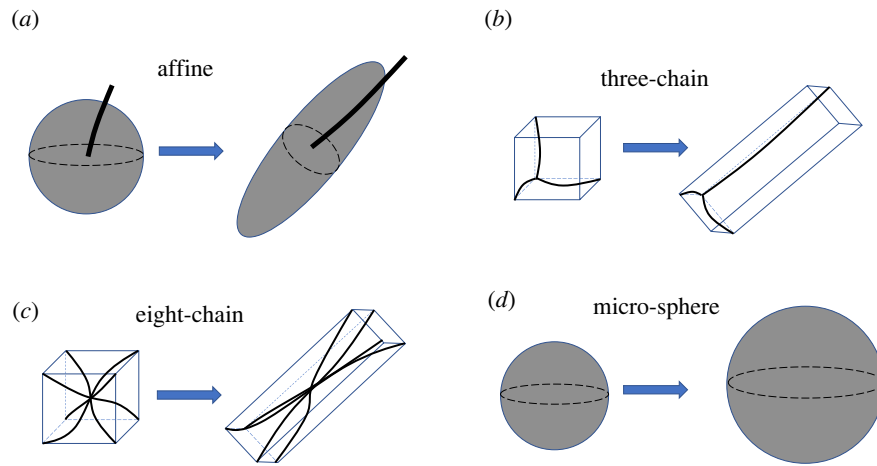 (a)
affine
(b)
three-chain
(c)
eight-chain
(d)
micro-sphere